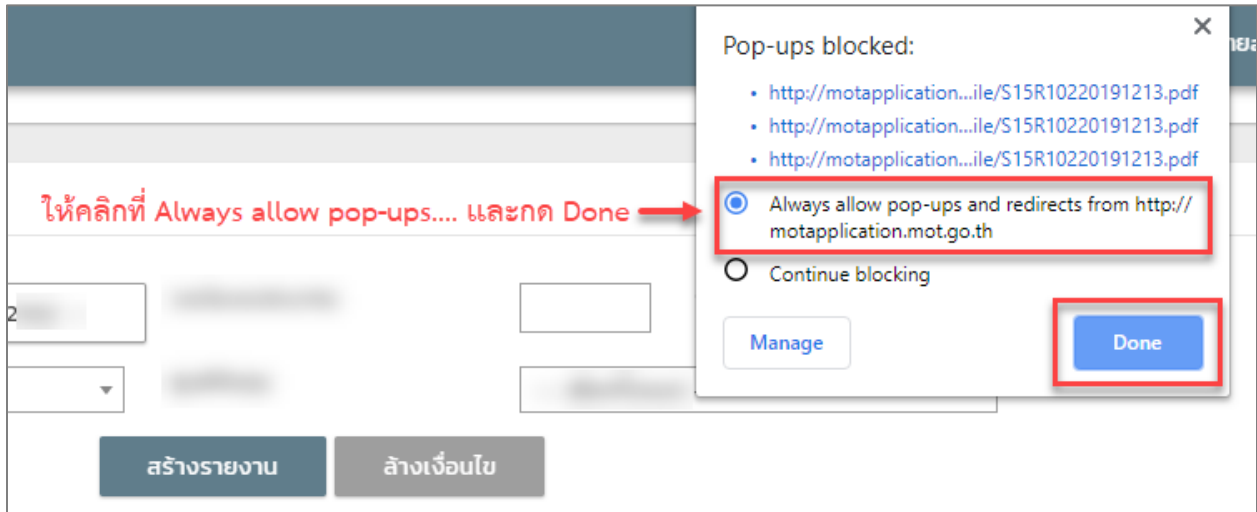 Pop-ups blocked:
http://motapplication...ile/S15R10220191213.pdf
http://motapplication...ile/S15R10220191213.pdf
http://motapplication...ile/S15R10220191213.pdf
ให้คลิกที่ Always allow pop-ups.... และกด Done
Always allow pop-ups and redirects from http://
motapplication.mot.go.th
Continue blocking
2
Manage
Done
สร้างรายงาน
ล้างเงื่อนไข